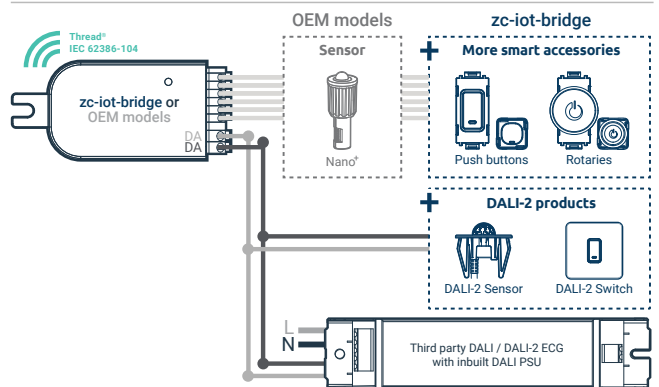 OEM models
zc-iot-bridge
Thread®
IEC 62386-104
Sensor
More smart accessories
zc-iot-bridge or
OEM models
DA
DA
Nano+
Push buttons
Rotaries
DALI-2 products
DALI-2 Sensor
DALI-2 Switch
L
N
Third party DALI / DALI-2 ECG
with inbuilt DALI PSU